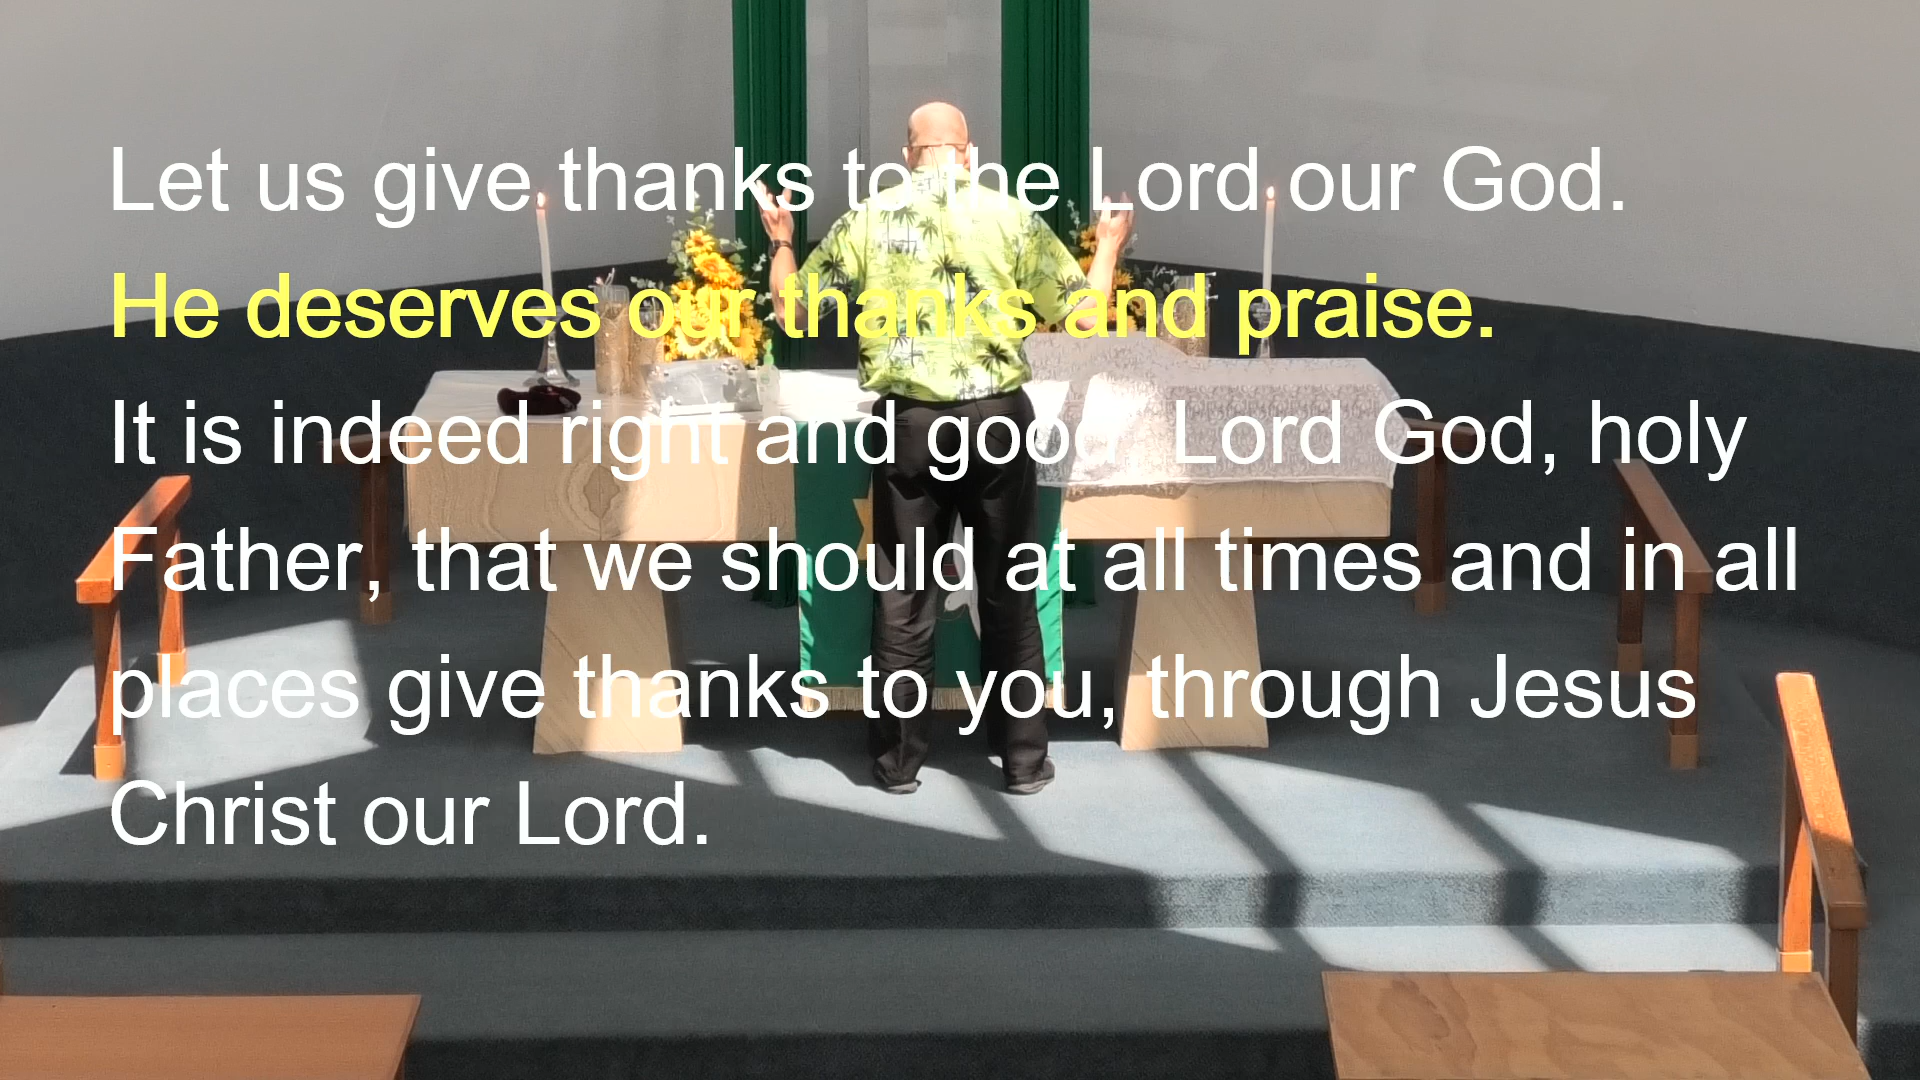 Let us give thanks to the Lord our God.
He deserves our thanks and praise.
It is indeed right and good, Lord God, holy
Father, that we should at all times and in all
places give thanks to you, through Jesus
Christ our Lord.